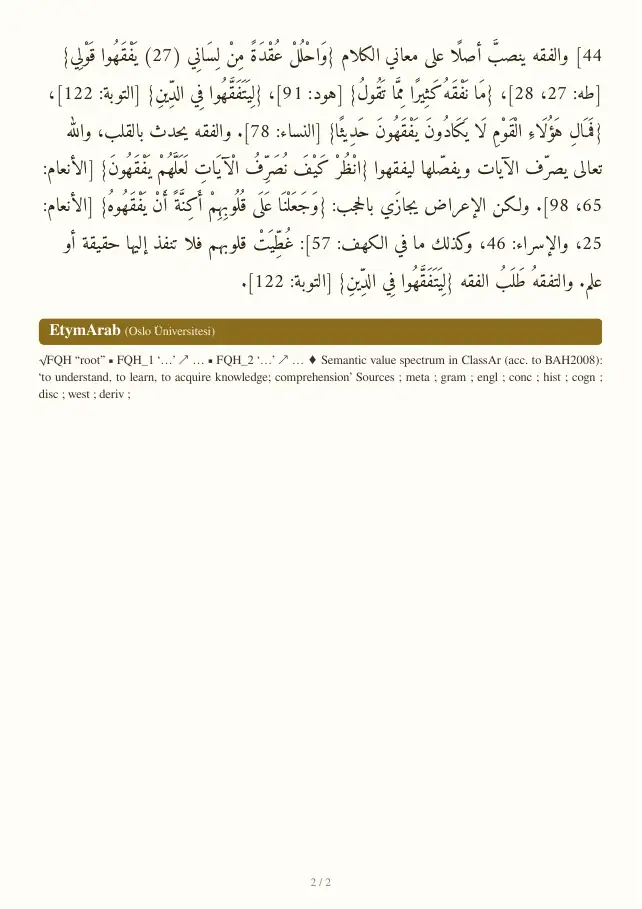 44] والفقه ينصبَّ أصلًا على معاني الكلام {وَاحْلُلْ عُقْدَةً مِنْ لِسَانِي (27) يَفْقَهُوا قَوْلِي}
[طه: 27، 28]، {مَا نَفْقَهُ كَثِيرًا مِمَّا تَقُولُ} [هود: 91]، {لِيَتَفَقَّهُوا فِي الدِّينِ} [التوبة: 122]،
{فَمَالِ هَؤُلَاءِ الْقَوْمِ لَا يَكَادُونَ يَفْقَهُونَ حَدِيثًا} [النساء: 78]. والفقه يحدث بالقلب، والله
تعالى يصرّف الآيات ويفصّلها ليفقهوا {انْظُرْ كَيْفَ نُصَرِّفُ الْآيَاتِ لَعَلَّهُمْ يَفْقَهُونَ} [الأنعام:
65، 98]. ولكن الإعراض يجازَي بالحجب: {وَجَعَلْنَا عَلَى قُلُوبِهِمْ أَكِنَّةً أَنْ يَفْقَهُوهُ} [الأنعام:
25، والإسراء: 46، وكذلك ما في الكهف: 57]: غُطِّيَتْ قلوبهم فلا تنفذ إليها حقيقة أو
علم. والتفقهُ طَلَبُ الفقه {لِيَتَفَقَّهُوا فِي الدِّينِ} [التوبة: 122].
EtymArab (Oslo Üniversitesi)
√FQH “root” ▪ FQH_1 ‘…’ ↗ … ▪ FQH_2 ‘…’ ↗ … ♦ Semantic value spectrum in ClassAr (acc. to BAH2008):
‘to understand, to learn, to acquire knowledge; comprehension’ Sources ; meta ; gram ; engl ; conc ; hist ; cogn ;
disc ; west ; deriv ;
2 / 2